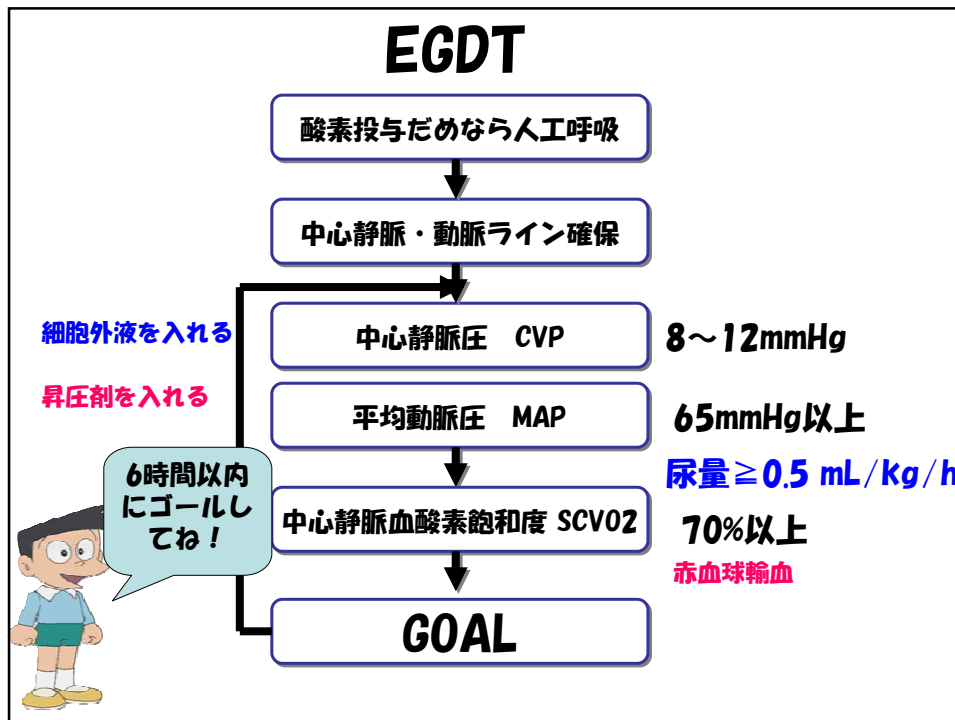 EGDT
酸素投与だめなら人工呼吸
中心静脈・動脈ライン確保
細胞外液を入れる
中心静脈圧　CVP
8～12mmHg
昇圧剤を入れる
平均動脈圧　MAP
65mmHg以上
尿量≧0.5 mL/Kg/h
6時間以内
にゴールし
てね！
中心静脈血酸素飽和度 SCVO2
70%以上
赤血球輸血
GOAL